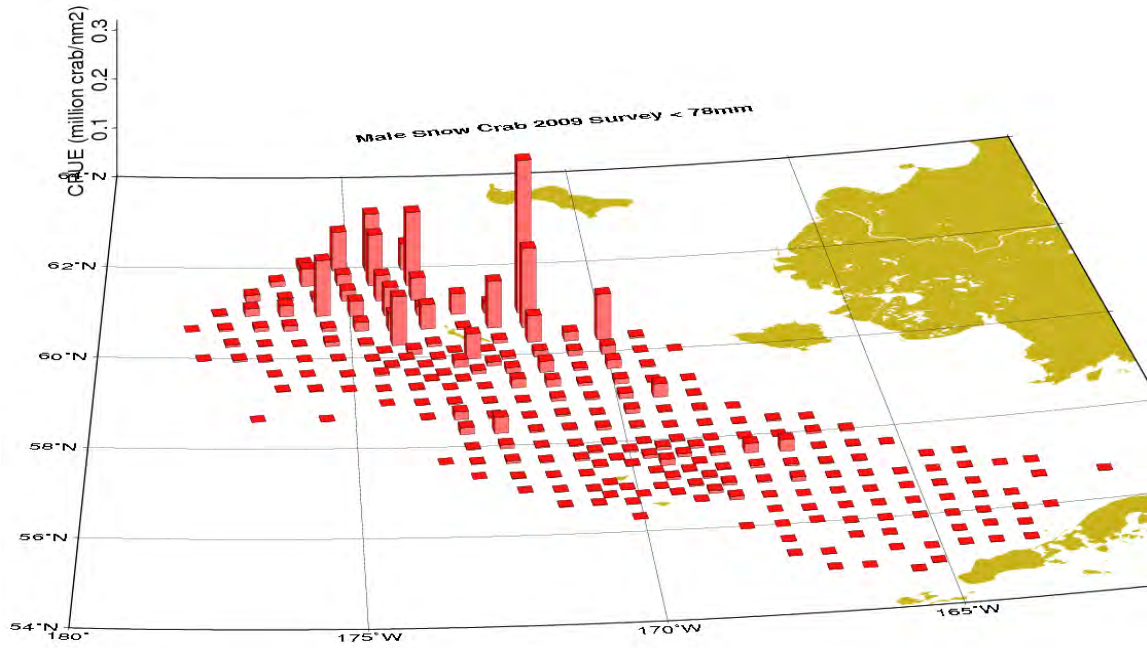 CPUE (million crab/nm2)
0.3
0.2
0.1
Male Snow Crab 2009 Survey < 78mm
64°N
62°N
60°N
58°N
56°N
54°N
180°
175°W
170°W
165°W